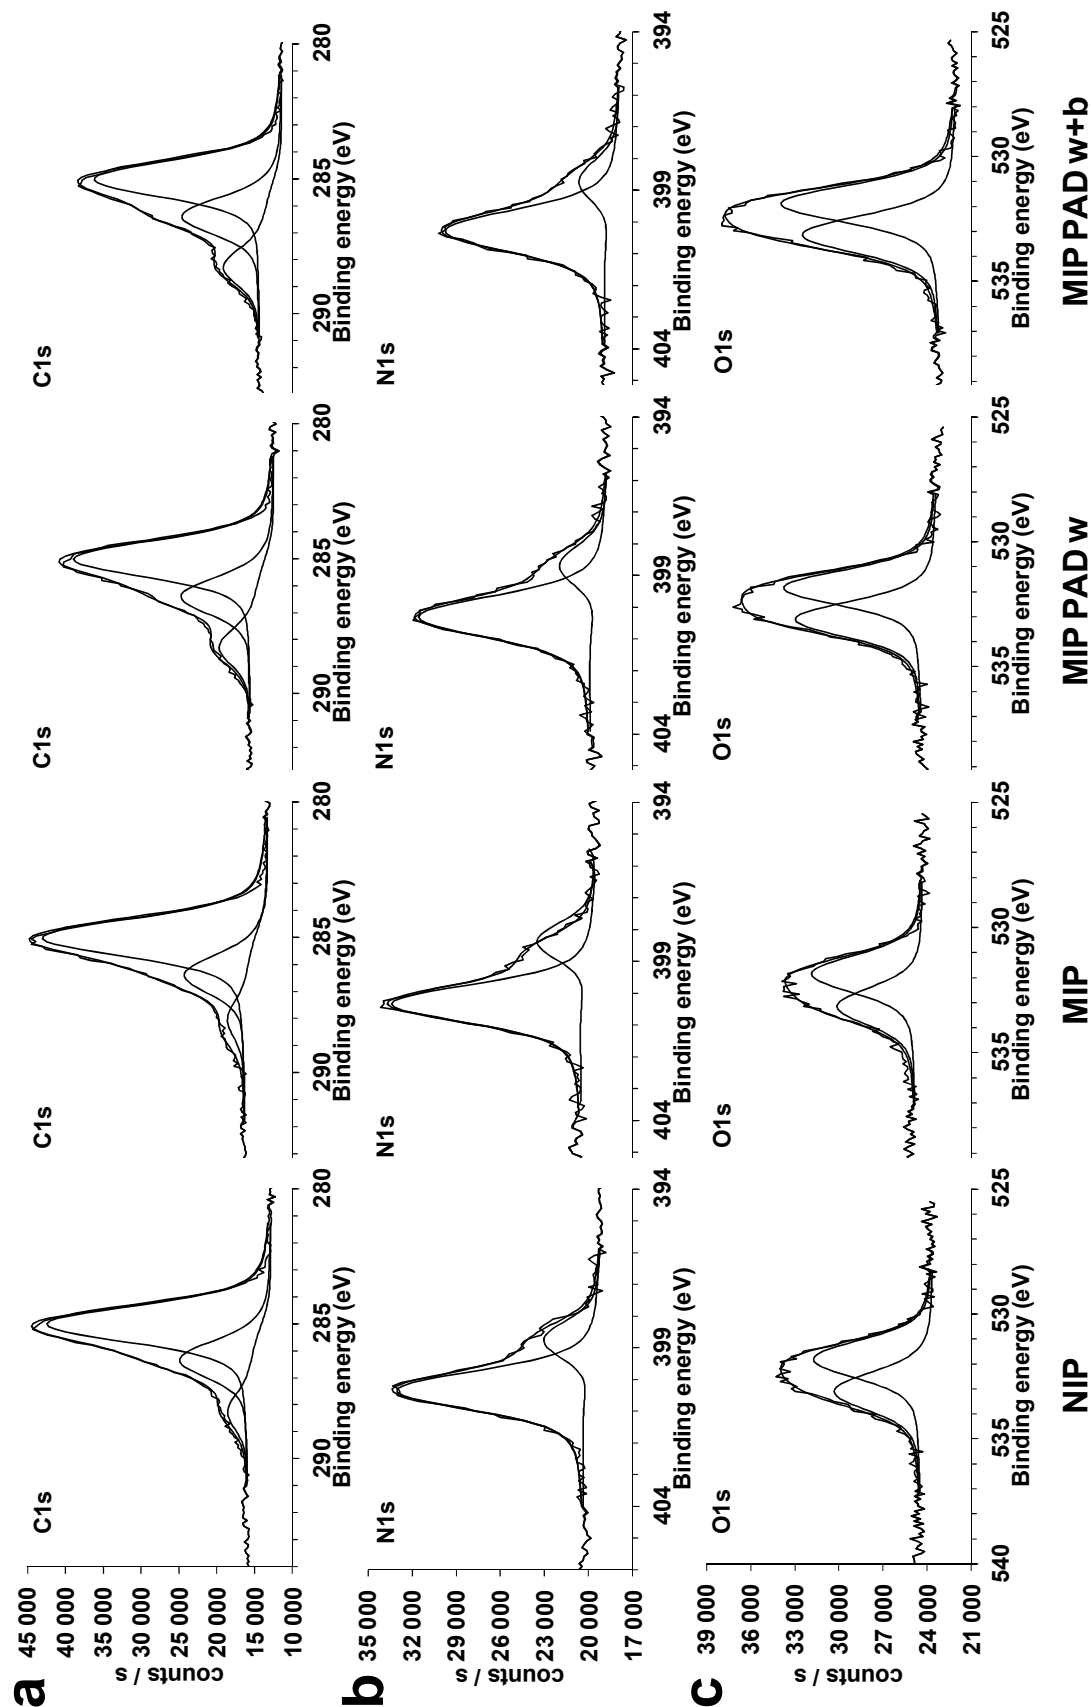 a
45 000
40 000
35 000
30 000
25 000
20 000
15 000
10 000
counts / s
C1s
290
285
280
Binding energy (eV)
C1s
290
285
280
Binding energy (eV)
C1s
290
285
280
Binding energy (eV)
C1s
290
285
280
Binding energy (eV)
b
35 000
32 000
29 000
26 000
23 000
20 000
17 000
counts / s
N1s
404
399
394
Binding energy (eV)
N1s
404
399
394
Binding energy (eV)
N1s
404
399
394
Binding energy (eV)
N1s
404
399
394
Binding energy (eV)
c
39 000
36 000
33 000
30 000
27 000
24 000
21 000
counts / s
O1s
540
535
530
525
Binding energy (eV)
O1s
535
530
525
Binding energy (eV)
O1s
535
530
525
Binding energy (eV)
O1s
535
530
525
Binding energy (eV)
NIP
MIP
MIP PAD w
MIP PAD w+b